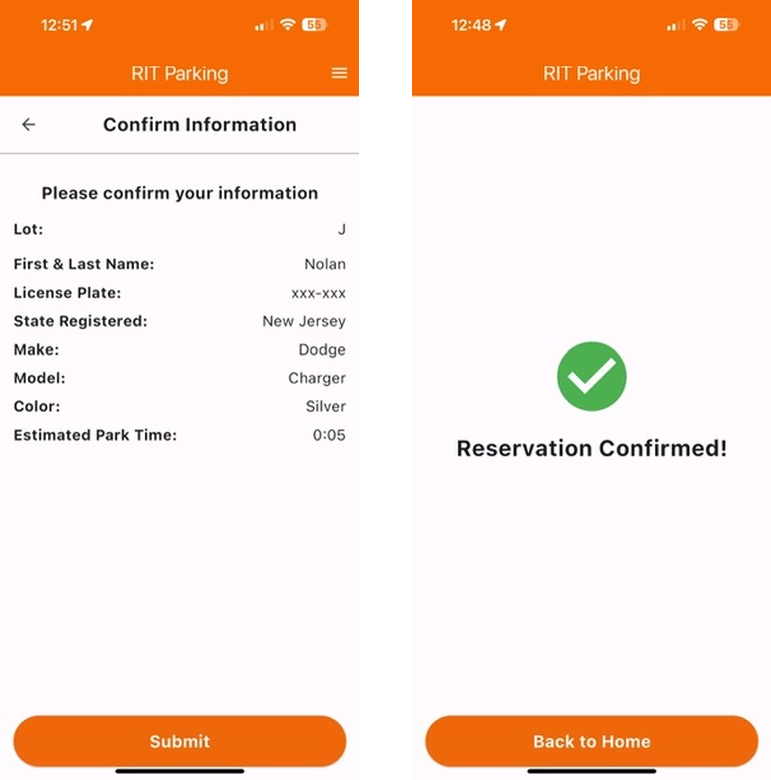 12:51
55
RIT Parking
Confirm Information
Please confirm your information
Lot: J
First & Last Name: Nolan
License Plate: xxx-xxx
State Registered: New Jersey
Make: Dodge
Model: Charger
Color: Silver
Estimated Park Time: 0:05
Submit
12:48
55
RIT Parking
Reservation Confirmed!
Back to Home